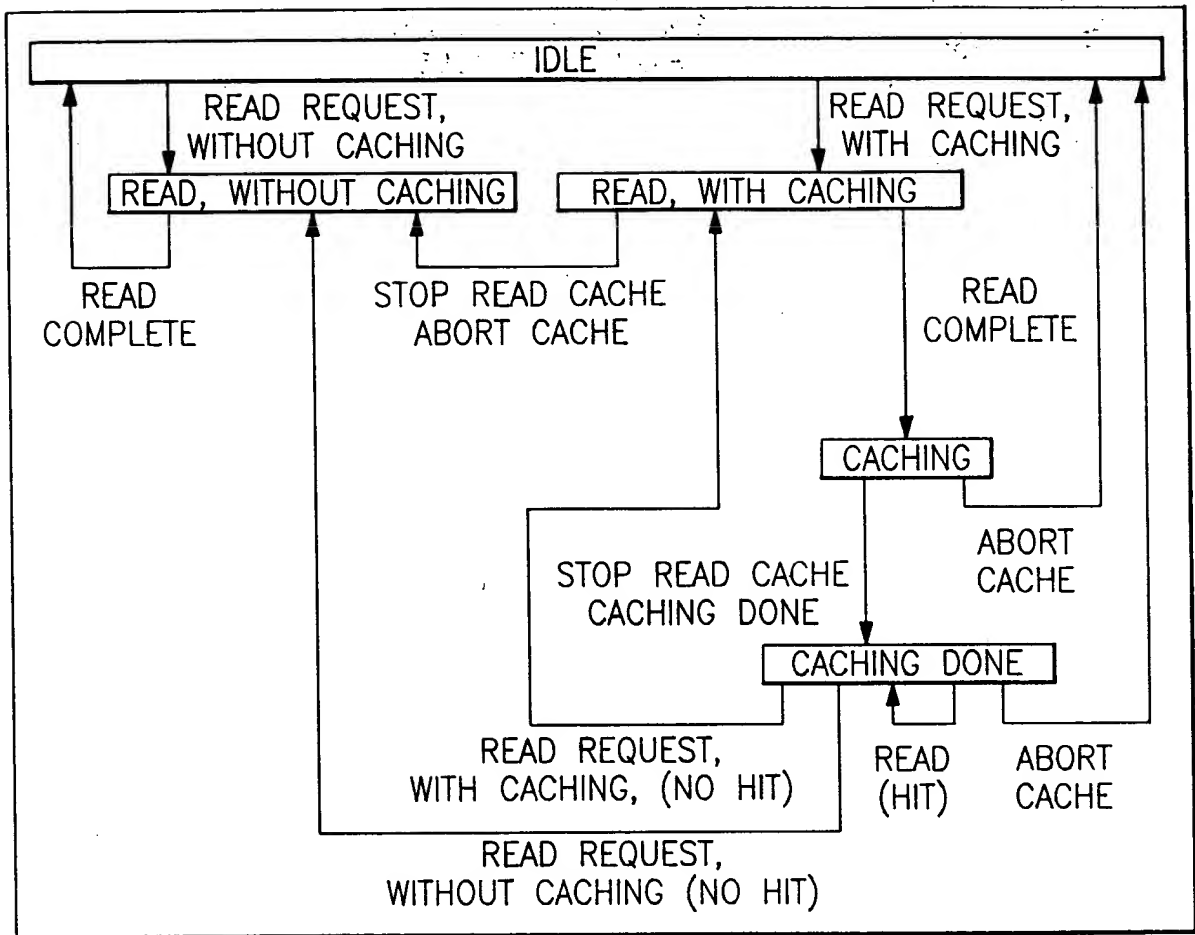 IDLE
READ REQUEST,
WITHOUT CACHING
READ REQUEST,
WITH CACHING
READ, WITHOUT CACHING
READ, WITH CACHING
READ
COMPLETE
STOP READ CACHE
ABORT CACHE
READ
COMPLETE
CACHING
ABORT
CACHE
STOP READ CACHE
CACHING DONE
CACHING DONE
READ REQUEST,
WITH CACHING, (NO HIT)
READ
(HIT)
ABORT
CACHE
READ REQUEST,
WITHOUT CACHING (NO HIT)